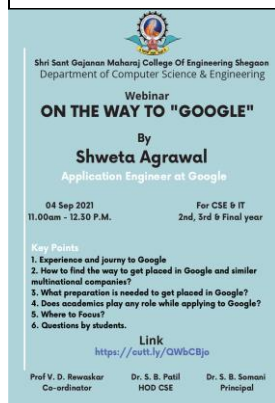 Shri Sant Gajanan Maharaj College Of Engineering Shegaon
Department of Computer Science & Engineering
Webinar
ON THE WAY TO "GOOGLE"
By
Shweta Agrawal
Application Engineer at Google
04 Sep 2021
11.00am - 12.30 P.M.
For CSE & IT
2nd, 3rd & Final year
Key Points
1. Experience and journy to Google
2. How to find the way to get placed in Google and similar
multinational companies?
3. What preparation is needed to get placed in Google?
4. Does academics play any role while applying to Google?
5. Where to Focus?
6. Questions by students.
Link
https://cutt.ly/QWbCBjo
Prof V. D. Rewaskar
Co-ordinator
Dr. S. B. Patil
HOD CSE
Dr. S. B. Somani
Principal